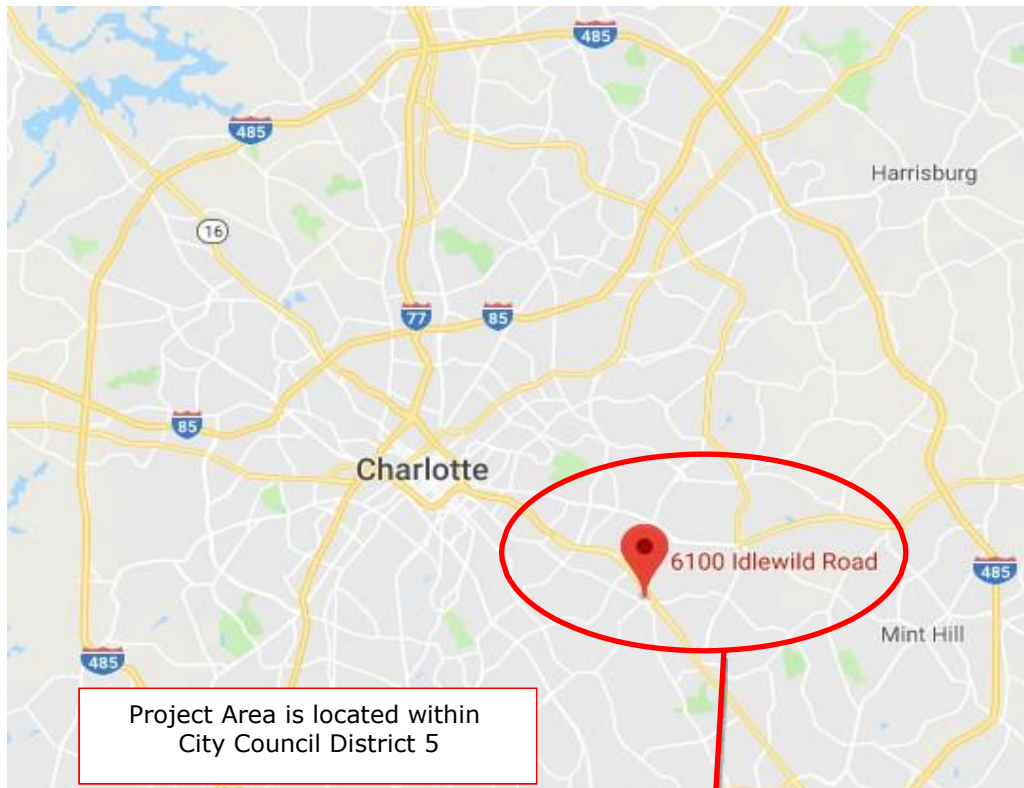 485
Harrisburg
485
16
77
85
85
Charlotte
6100 Idlewild Road
485
Mint Hill
485
Project Area is located within
City Council District 5